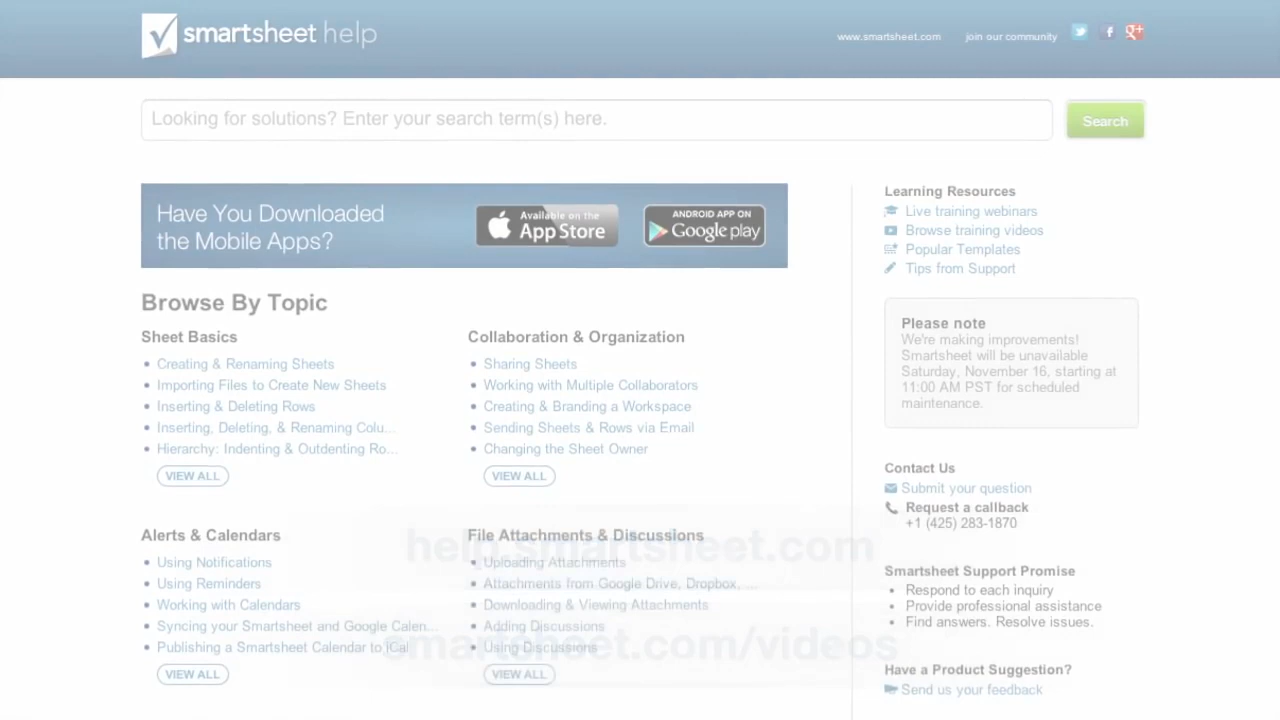 smartsheet help
www.smartsheet.com
join our community
Looking for solutions? Enter your search term(s) here.
Search
Have You Downloaded
the Mobile Apps?
Available on the
App Store
ANDROID APP ON
Google play
Browse By Topic
Sheet Basics
Creating & Renaming Sheets
Importing Files to Create New Sheets
Inserting & Deleting Rows
Inserting, Deleting, & Renaming Colu...
Hierarchy: Indenting & Outdenting Ro...
VIEW ALL
Collaboration & Organization
Sharing Sheets
Working with Multiple Collaborators
Creating & Branding a Workspace
Sending Sheets & Rows via Email
Changing the Sheet Owner
VIEW ALL
Alerts & Calendars
Using Notifications
Using Reminders
Working with Calendars
Syncing your Smartsheet and Google Calen...
Publishing a Smartsheet Calendar to iCal
VIEW ALL
File Attachments & Discussions
Uploading Attachments
Attachments from Google Drive, Dropbox, ...
Downloading & Viewing Attachments
Adding Discussions
Using Discussions
VIEW ALL
help.smartsheet.com
smartsheet.com/videos
Learning Resources
Live training webinars
Browse training videos
Popular Templates
Tips from Support
Please note
We're making improvements!
Smartsheet will be unavailable
Saturday, November 16, starting at
11:00 AM PST for scheduled
maintenance.
Contact Us
Submit your question
Request a callback
+1 (425) 283-1870
Smartsheet Support Promise
Respond to each inquiry
Provide professional assistance
Find answers. Resolve issues.
Have a Product Suggestion?
Send us your feedback